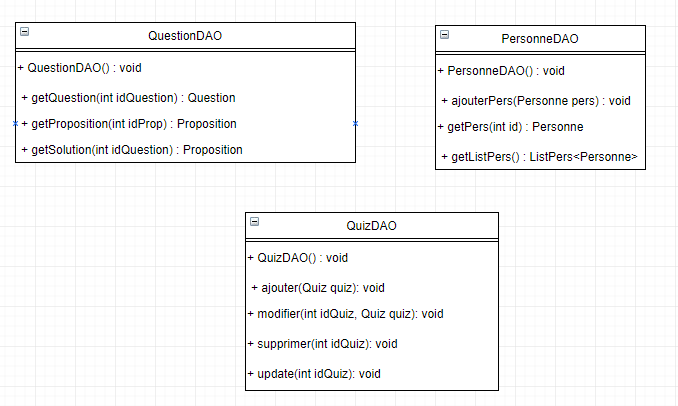 QuestionDAO
+ QuestionDAO() : void
+ getQuestion(int idQuestion) : Question
+ getProposition(int idProp) : Proposition
+ getSolution(int idQuestion) : Proposition
PersonneDAO
+ PersonneDAO() : void
+ ajouterPers(Personne pers) : void
+ getPers(int id) : Personne
+ getListPers() : ListPers<Personne>
QuizDAO
+ QuizDAO() : void
+ ajouter(Quiz quiz): void
+ modifier(int idQuiz, Quiz quiz): void
+ supprimer(int idQuiz): void
+ update(int idQuiz): void